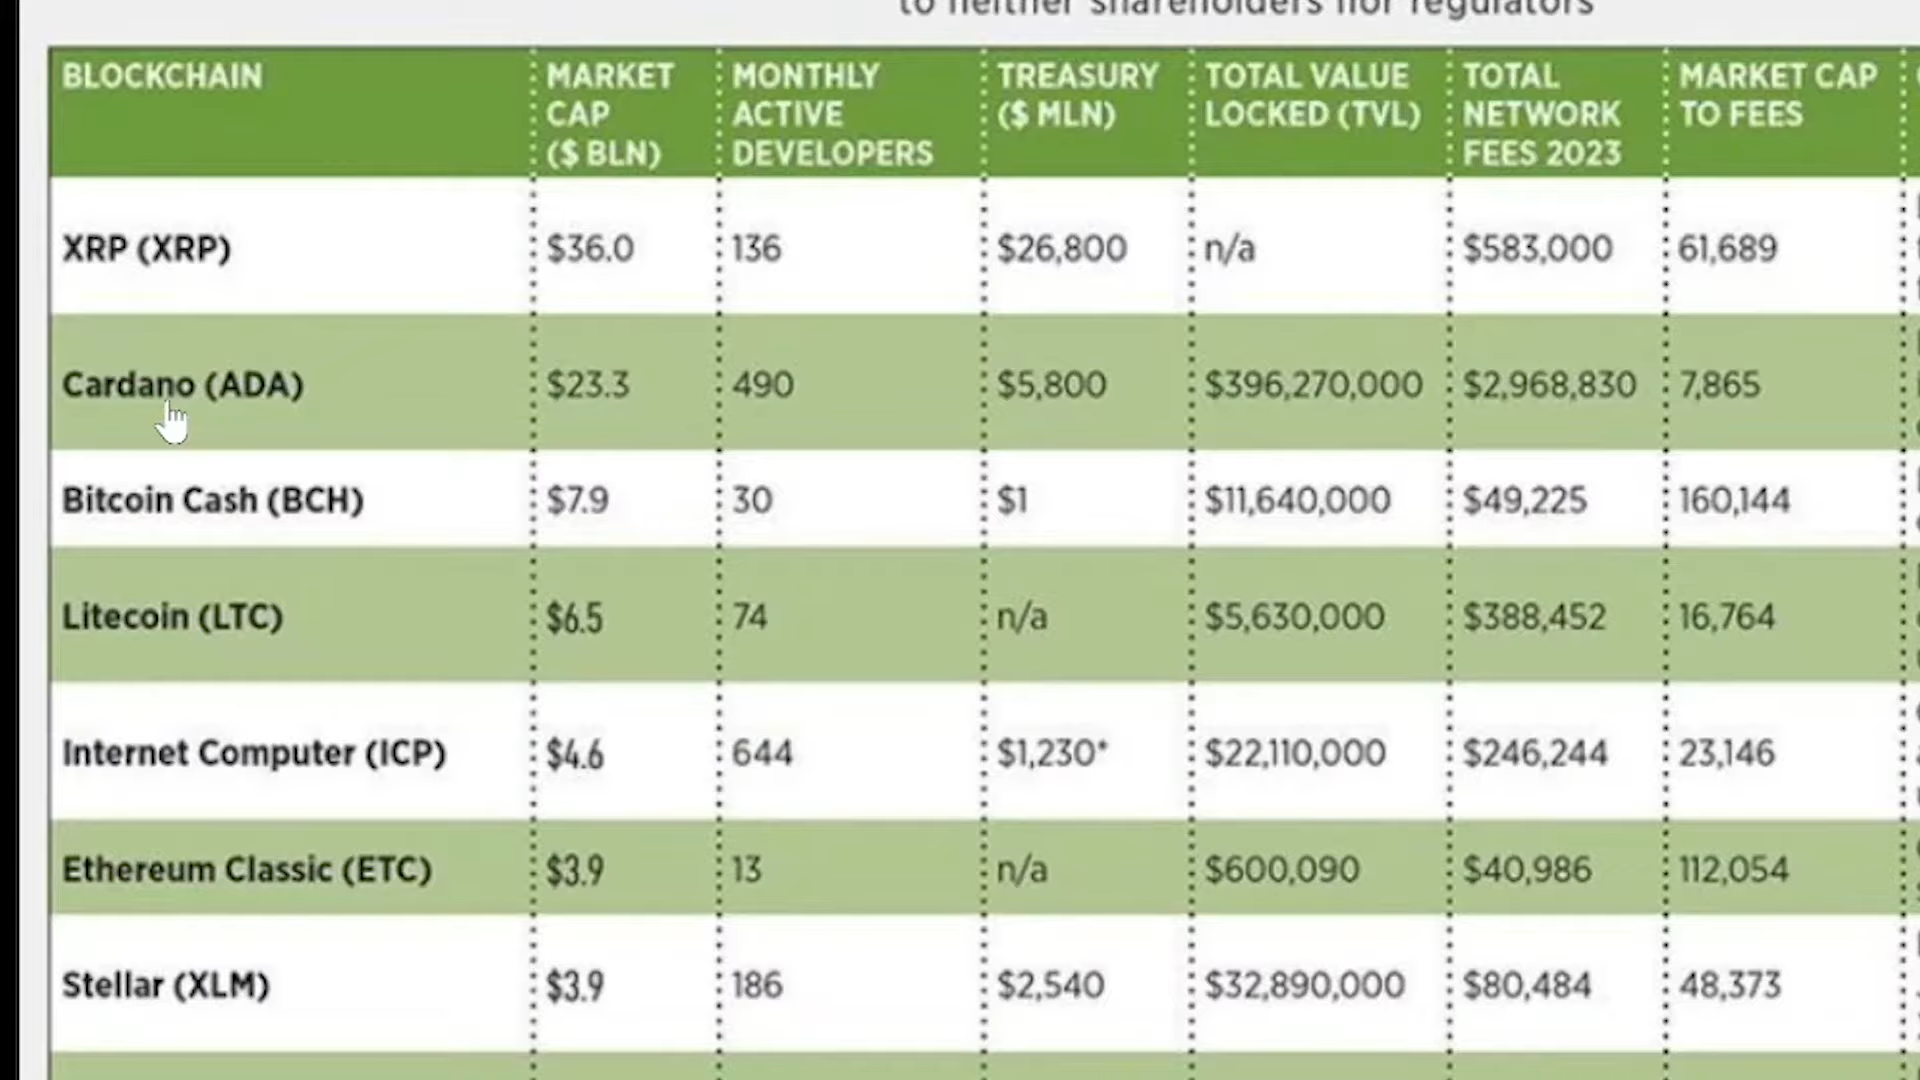 to neither shareholders nor regulators
BLOCKCHAIN MARKET CAP ($ BLN) MONTHLY ACTIVE DEVELOPERS TREASURY ($ MLN) TOTAL VALUE LOCKED (TVL) TOTAL NETWORK FEES 2023 MARKET CAP TO FEES
XRP (XRP) $36.0 136 $26,800 n/a $583,000 61,689
Cardano (ADA) $23.3 490 $5,800 $396,270,000 $2,968,830 7,865
Bitcoin Cash (BCH) $7.9 30 $1 $11,640,000 $49,225 160,144
Litecoin (LTC) $6.5 74 n/a $5,630,000 $388,452 16,764
Internet Computer (ICP) $4.6 644 $1,230* $22,110,000 $246,244 23,146
Ethereum Classic (ETC) $3.9 13 n/a $600,090 $40,986 112,054
Stellar (XLM) $3.9 186 $2,540 $32,890,000 $80,484 48,373